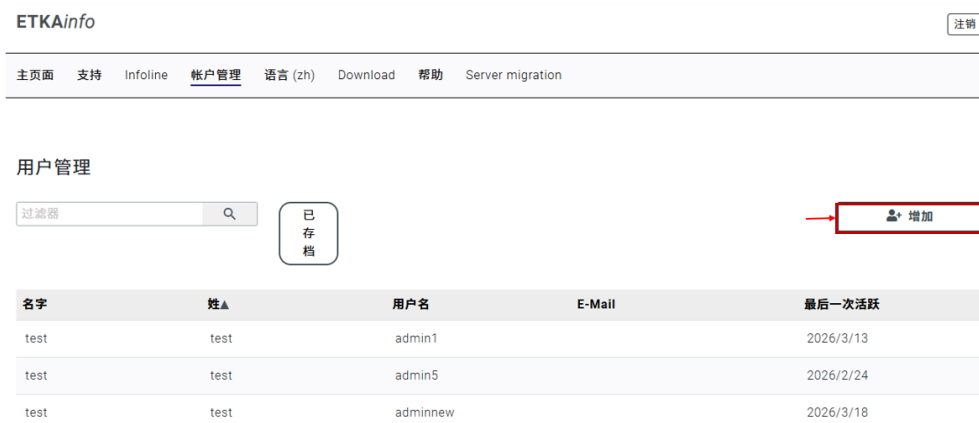 ETKAinfo
注销
主页面 支持 Infoline 帐户管理 语言 (zh) Download 帮助 Server migration
用户管理
过滤器
已
存
档
增加
名字 姓▲ 用户名 E-Mail 最后一次活跃
test test admin1 2026/3/13
test test admin5 2026/2/24
test test adminnew 2026/3/18